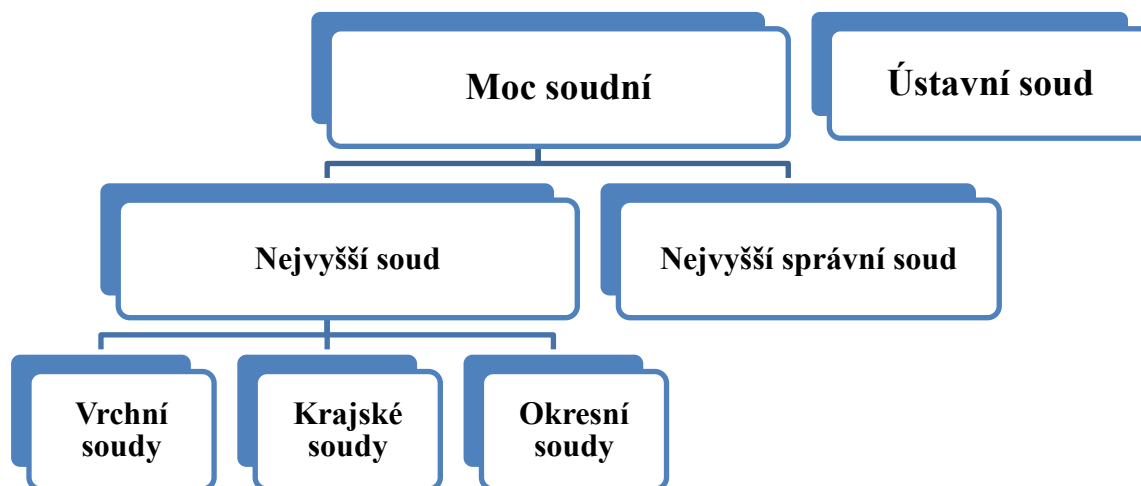 Moc soudní
Ústavní soud
Nejvyšší soud
Nejvyšší správní soud
Vrchní
soudy
Krajské
soudy
Okresní
soudy